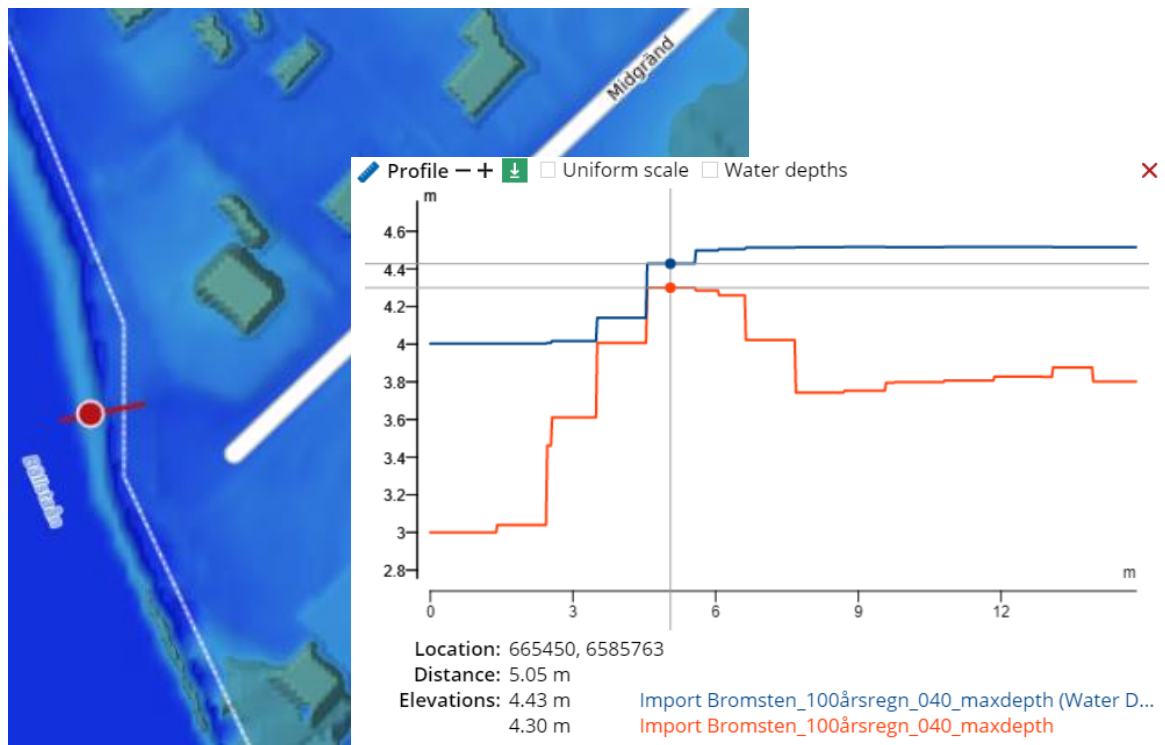 Midgränd
Profile
Uniform scale
Water depths
m
4.6
4.4
4.2
4
3.8
3.6
3.4
3.2
3
2.8
m
0
3
6
9
12
Bällstaån
Location: 665450, 6585763
Distance: 5.05 m
Elevations: 4.43 m Import Bromsten_100årsregn_040_maxdepth (Water D...
4.30 m Import Bromsten_100årsregn_040_maxdepth